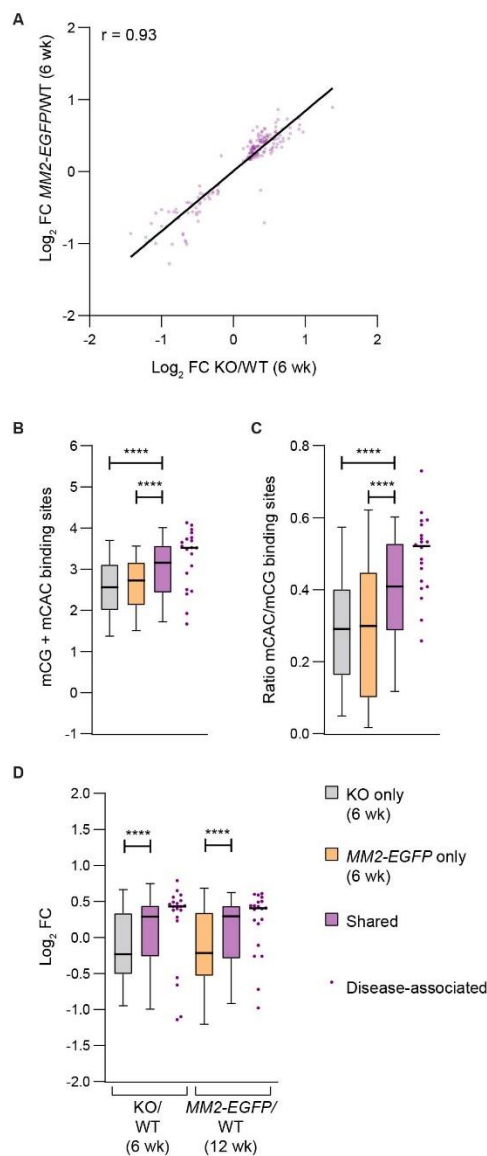 A
r = 0.93
Log2 FC MM2-EGFP/WT (6 wk)
2
1
0
-1
-2
-2
-1
0
1
2
Log2 FC KO/WT (6 wk)
B
mCG + mCAC binding sites
6
5
4
3
2
1
0
-1
****
****
C
Ratio mCAC/mCG binding sites
0.8
0.6
0.4
0.2
0.0
****
****
D
Log2 FC
2.0
1.5
1.0
0.5
0.0
-0.5
-1.0
-1.5
2.0
****
****
KO/
WT
(6 wk)
MM2-EGFP/
WT
(12 wk)
KO only
(6 wk)
MM2-EGFP only
(6 wk)
Shared
Disease-associated